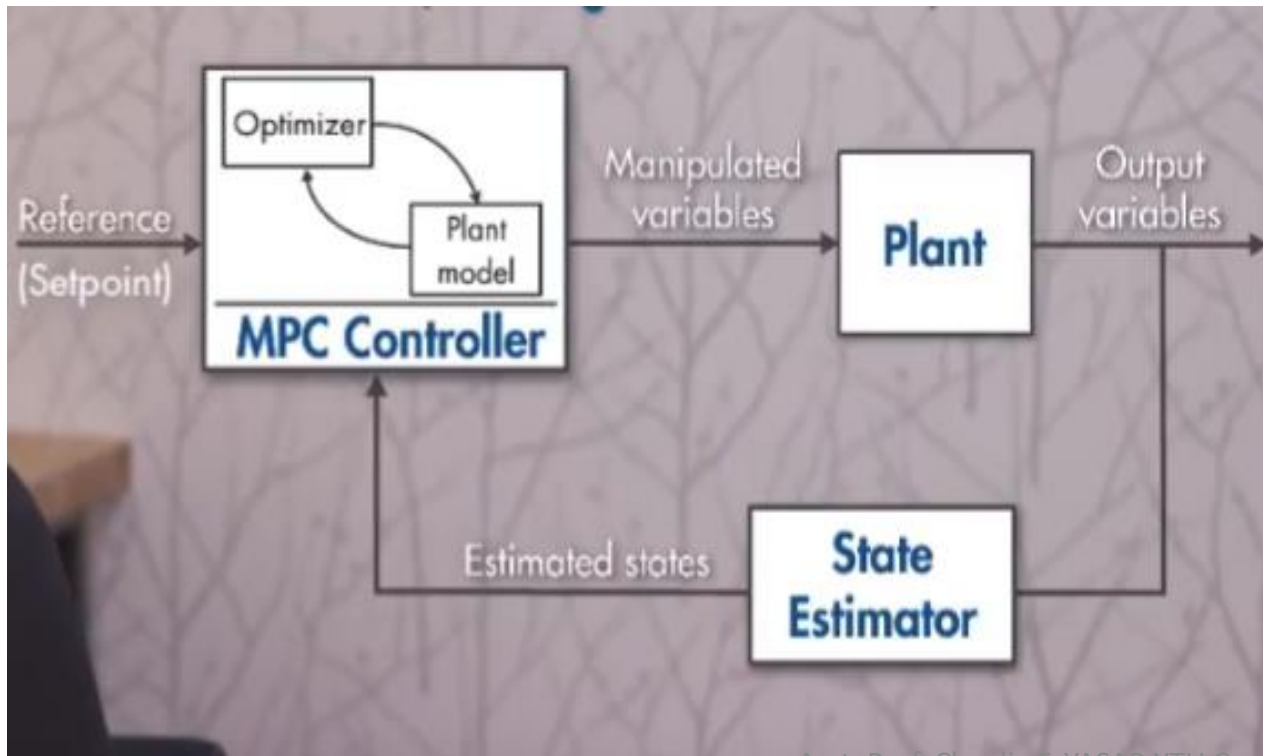 Optimizer
Plant
model
MPC Controller
Reference
(Setpoint)
Manipulated
variables
Plant
Output
variables
Estimated states
State
Estimator